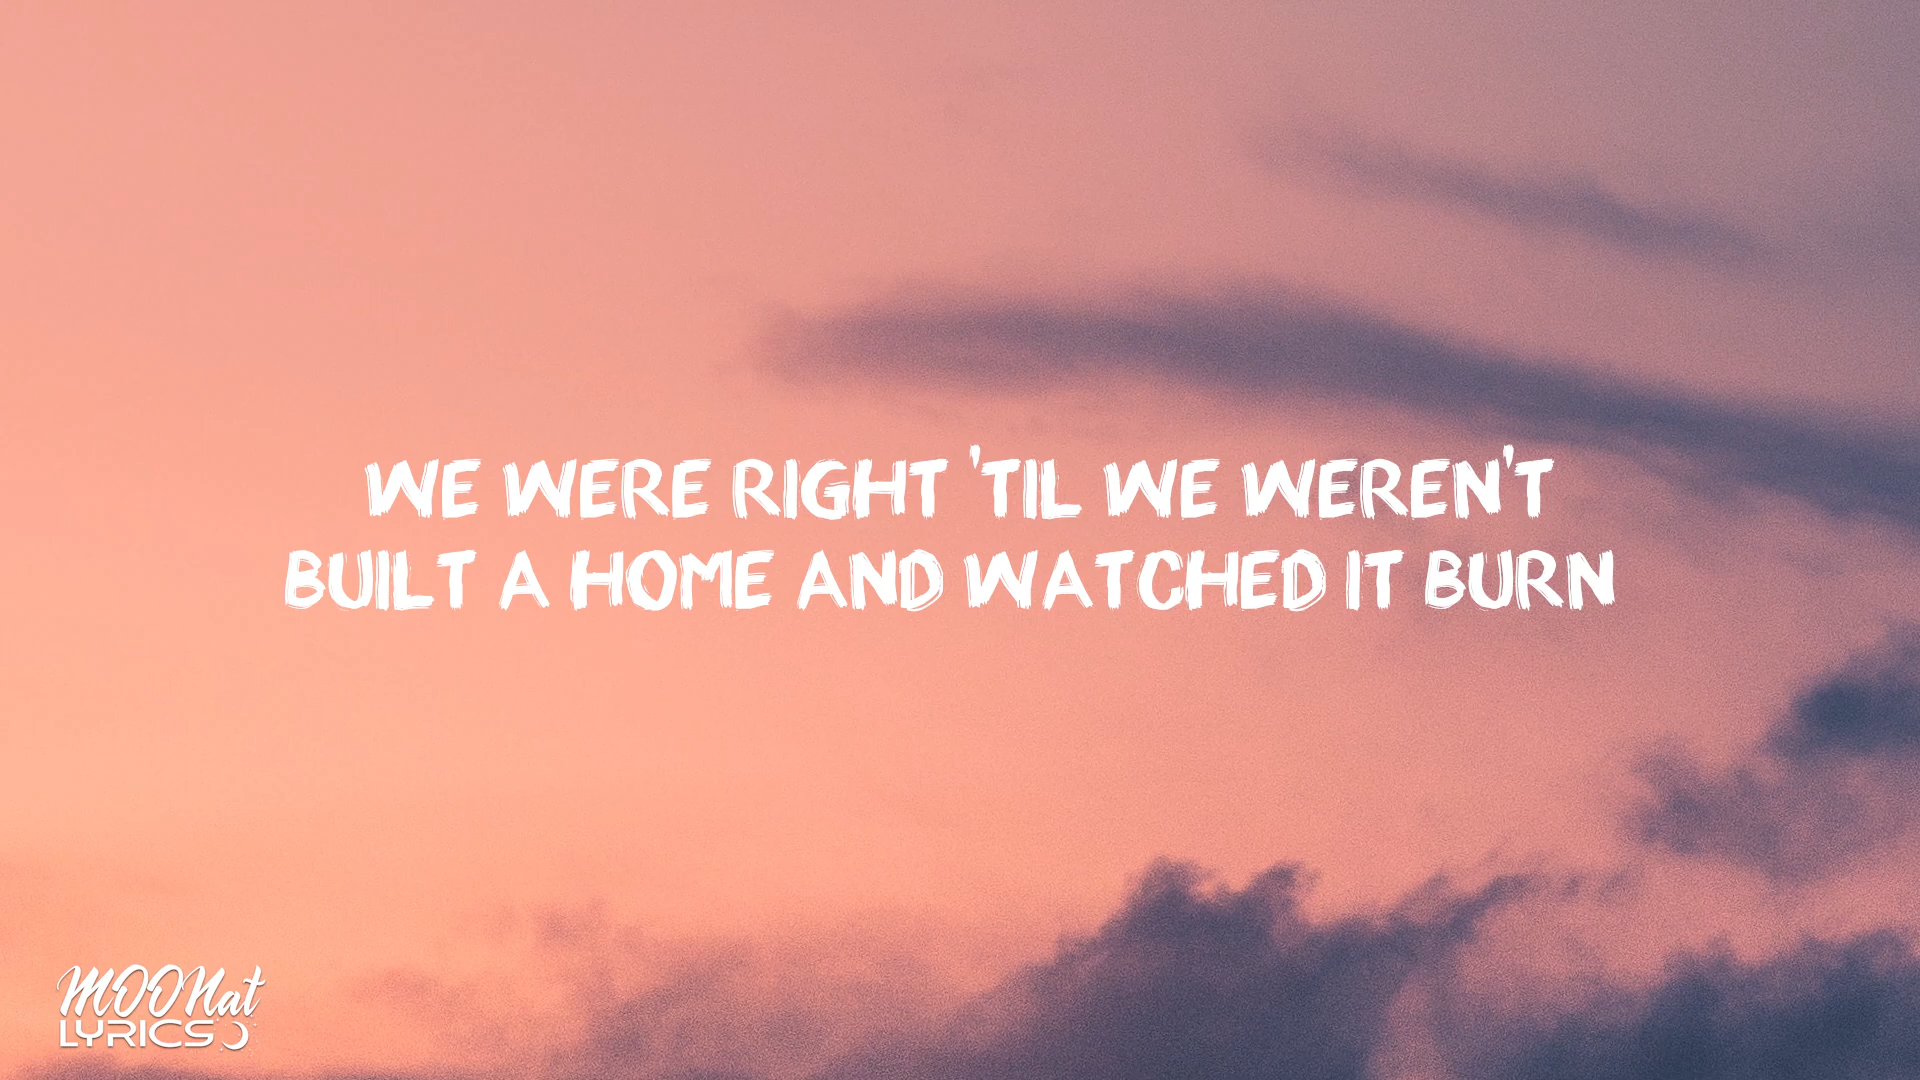 WE WERE RIGHT 'TIL WE WEREN'T
BUILT A HOME AND WATCHED IT BURN
MOONat
LYRICS